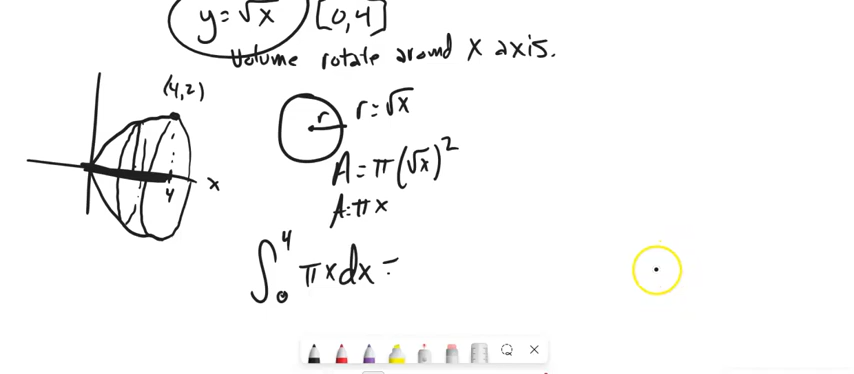 y=√x [0,4]
Volume rotate around x axis.
(4,2)
r r=√x
A=π(√x)²
4 x
A=πx
∫₀⁴ πx dx =